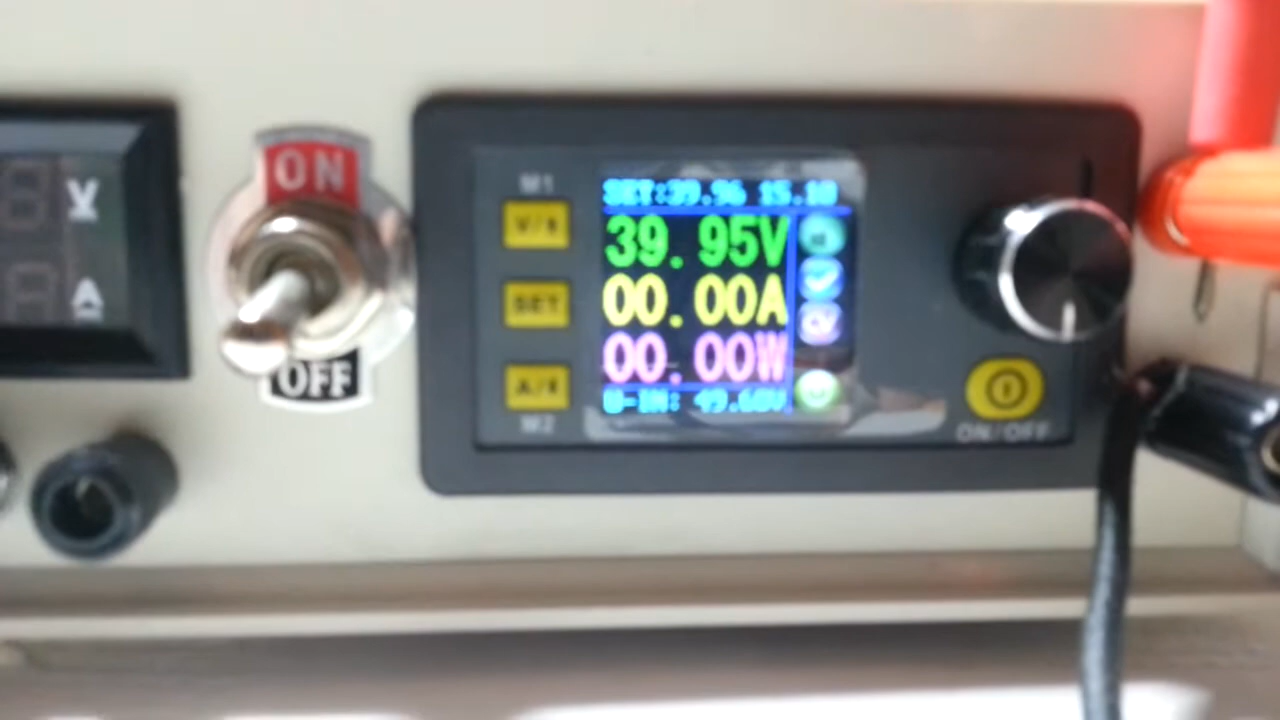 V
A
ON
OFF
M1
V/⬍
SET
A/⬍
M2
SET:39.96 15.10
39.95V
00.00A
00.00W
U-IN: 49.60V
CV
ON/OFF